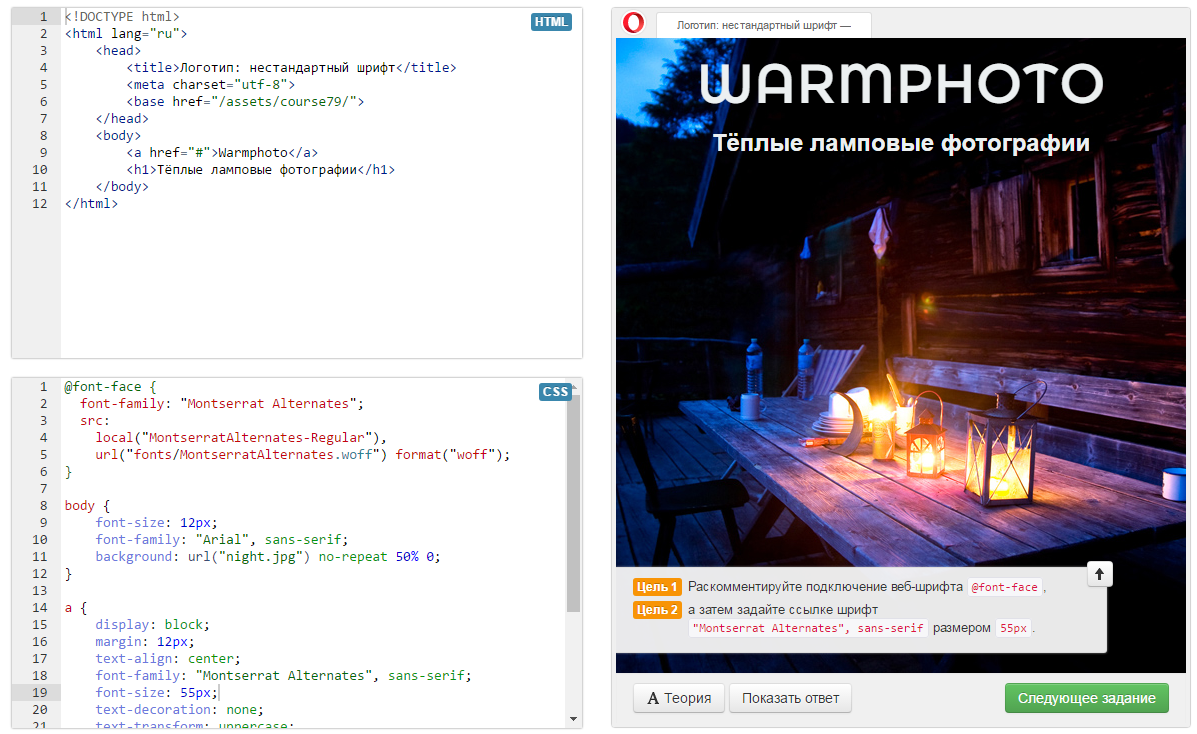 1 <!DOCTYPE html>
HTML
2 <html lang="ru">
3 <head>
4 <title>Логотип: нестандартный шрифт</title>
5 <meta charset="utf-8">
6 <base href="/assets/course79/">
7 </head>
8 <body>
9 <a href="#">Warmphoto</a>
10 <h1>Тёплые ламповые фотографии</h1>
11 </body>
12 </html>
1 @font-face {
CSS
2 font-family: "Montserrat Alternates";
3 src:
4 local("MontserratAlternates-Regular"),
5 url("fonts/MontserratAlternates.woff") format("woff");
6 }
7
8 body {
9 font-size: 12px;
10 font-family: "Arial", sans-serif;
11 background: url("night.jpg") no-repeat 50% 0;
12 }
13
14 a {
15 display: block;
16 margin: 12px;
17 text-align: center;
18 font-family: "Montserrat Alternates", sans-serif;
19 font-size: 55px;
20 text-decoration: none;
21 text-transform: uppercase;
Логотип: нестандартный шрифт —
WARMPHOTO
Тёплые ламповые фотографии
Цель 1 Раскомментируйте подключение веб-шрифта @font-face,
Цель 2 а затем задайте ссылке шрифт
"Montserrat Alternates", sans-serif размером 55px.
A Теория
Показать ответ
Следующее задание